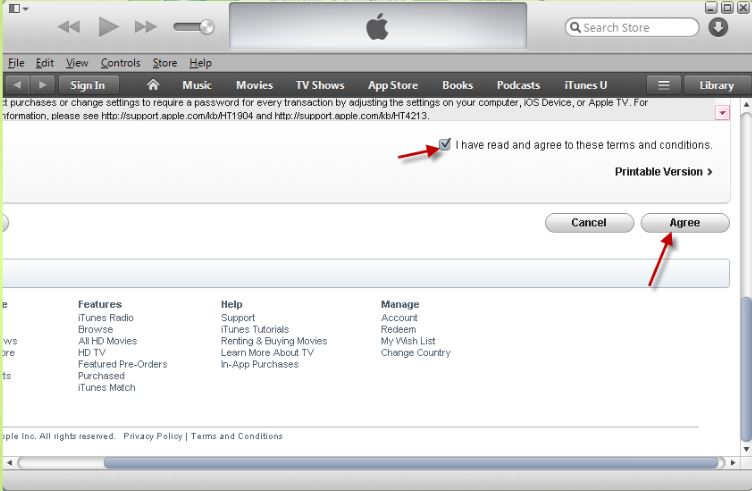 Search Store
File Edit View Controls Store Help
Sign In Music Movies TV Shows App Store Books Podcasts iTunes U Library
purchases or change settings to require a password for every transaction by adjusting the settings on your computer, iOS Device, or Apple TV. For
please see http://support.apple.com/kb/HT1904 and http://support.apple.com/kb/HT4213.
I have read and agree to these terms and conditions.
Printable Version >
Cancel Agree
Features Help Manage
iTunes Radio Support Account
Browse iTunes Tutorials Redeem
All HD Movies Renting & Buying Movies My Wish List
HD TV Learn More About TV Change Country
Featured Pre-Orders In-App Purchases
Purchased
iTunes Match
Inc. All rights reserved. Privacy Policy | Terms and Conditions